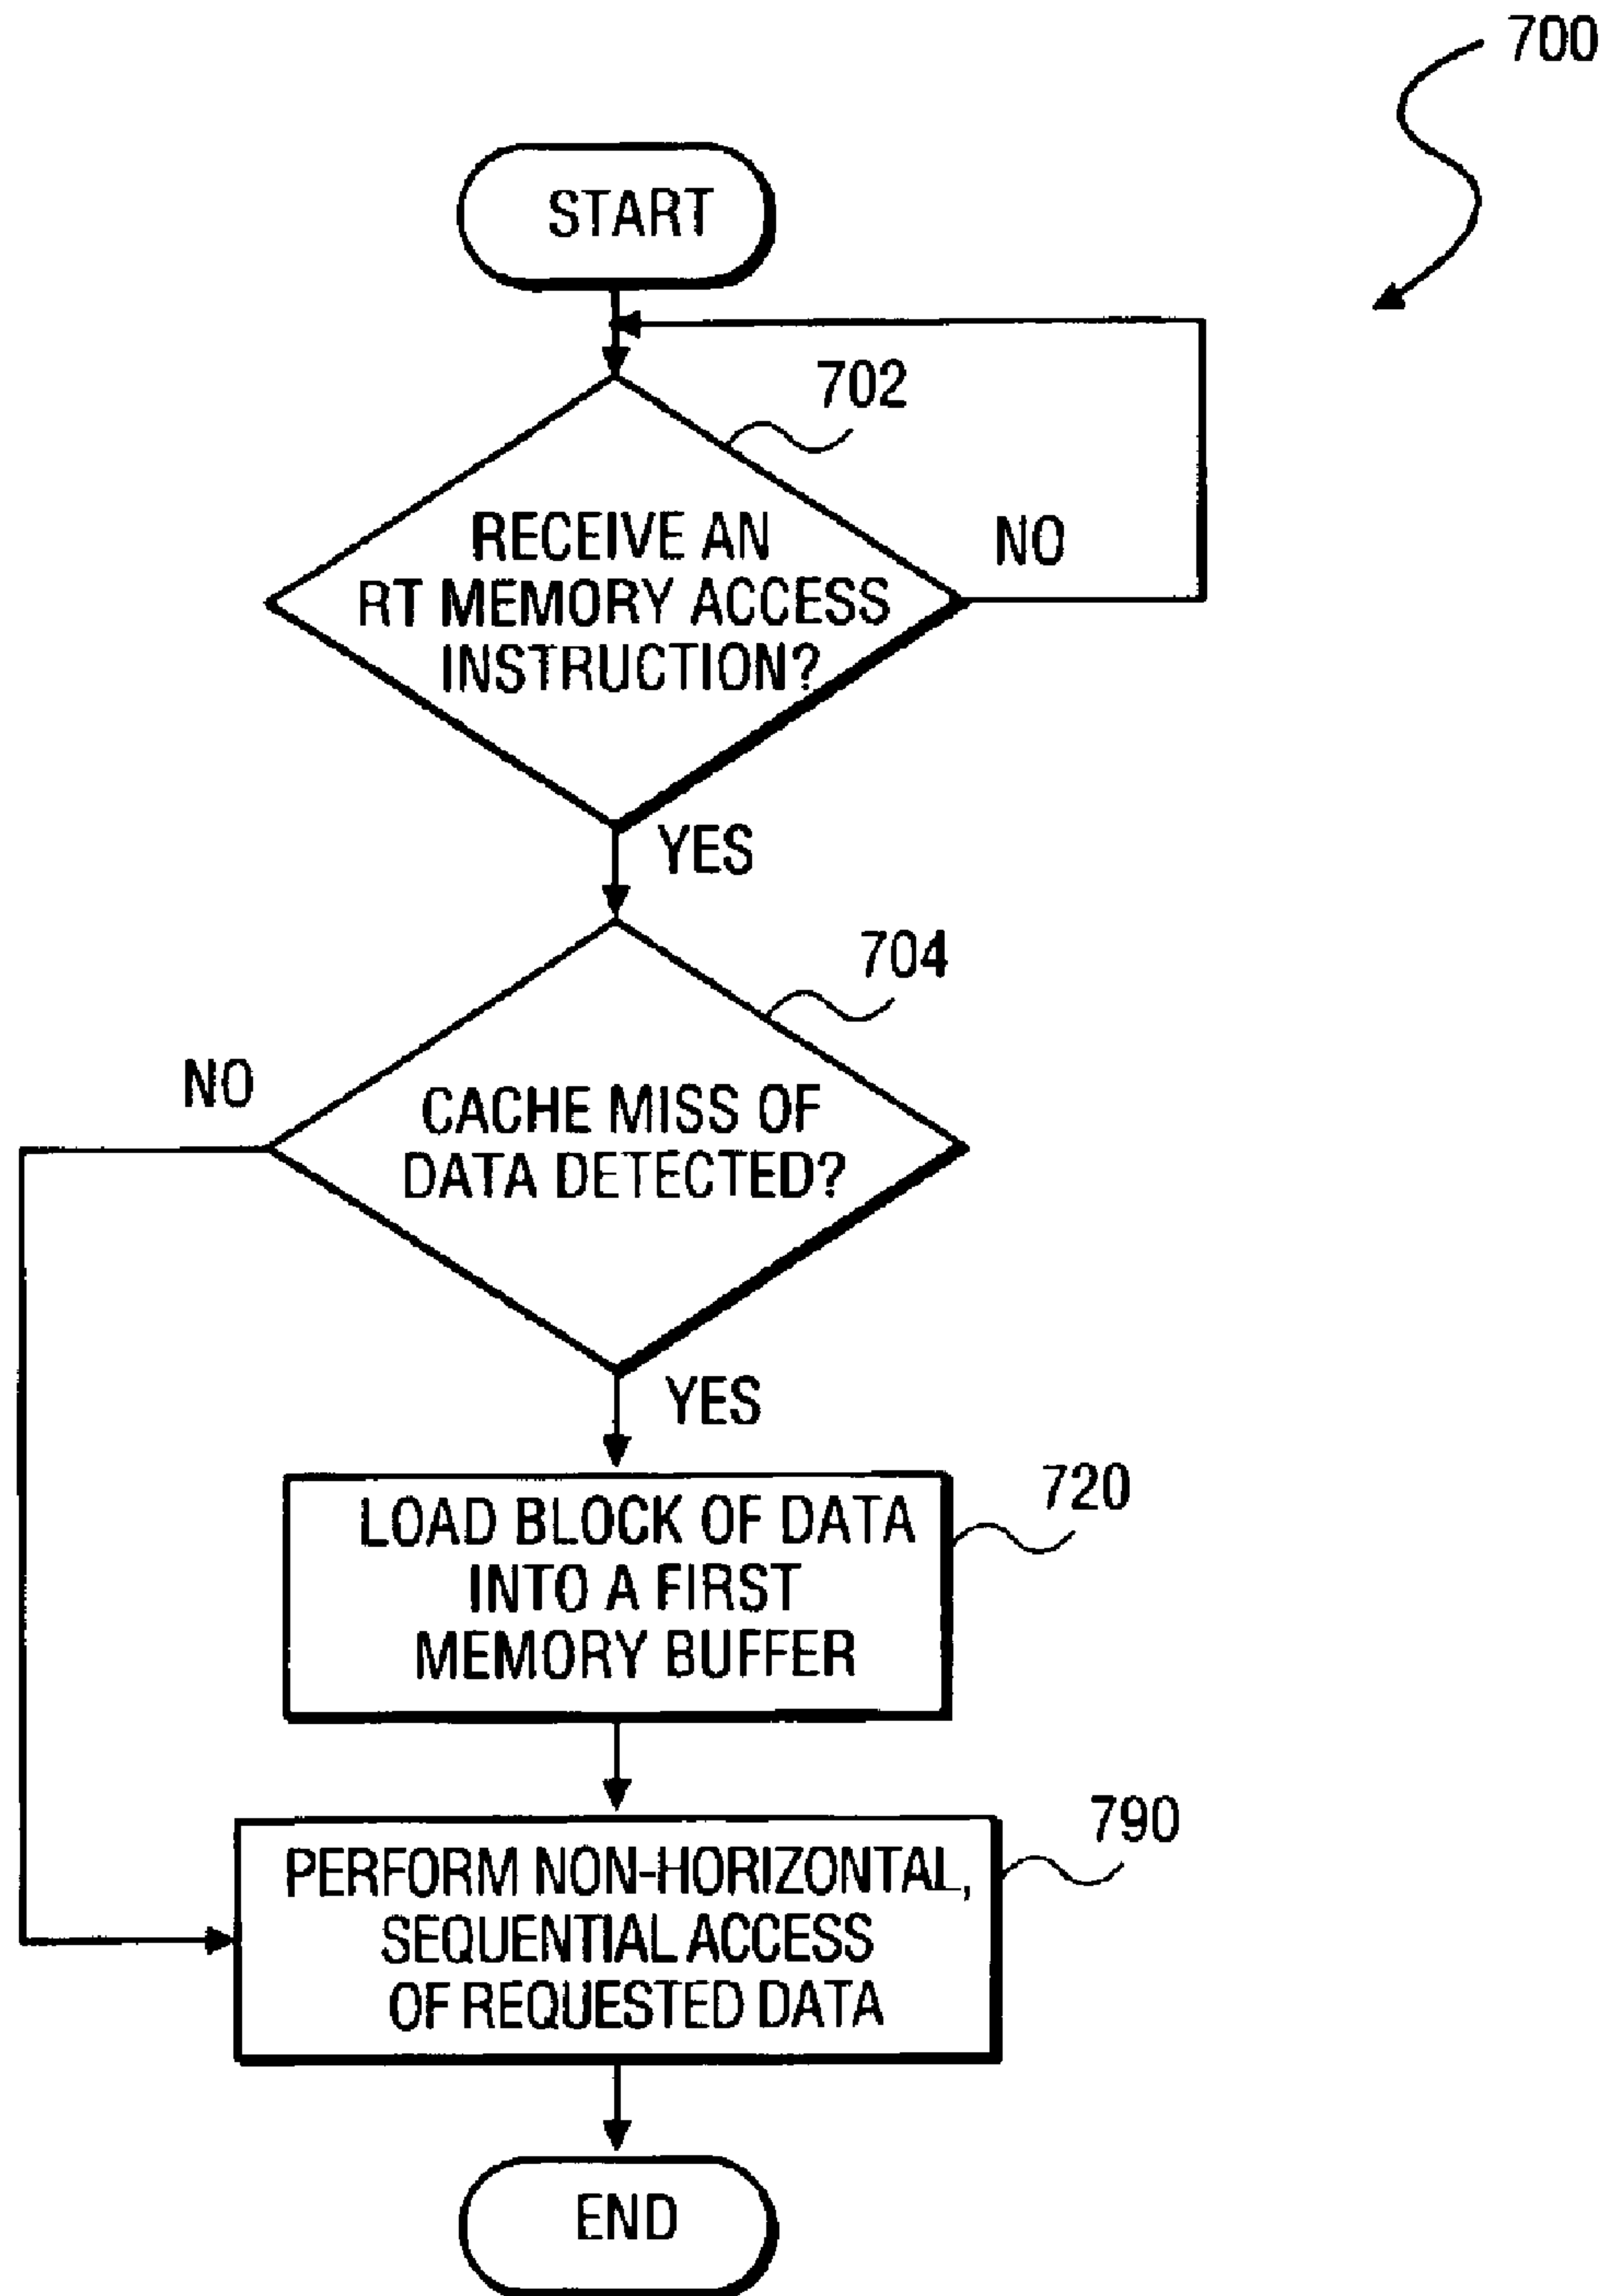 700
START
702
RECEIVE AN
RT MEMORY ACCESS
INSTRUCTION?
NO
YES
704
NO
CACHE MISS OF
DATA DETECTED?
YES
720
LOAD BLOCK OF DATA
INTO A FIRST
MEMORY BUFFER
790
PERFORM NON-HORIZONTAL,
SEQUENTIAL ACCESS
OF REQUESTED DATA
END